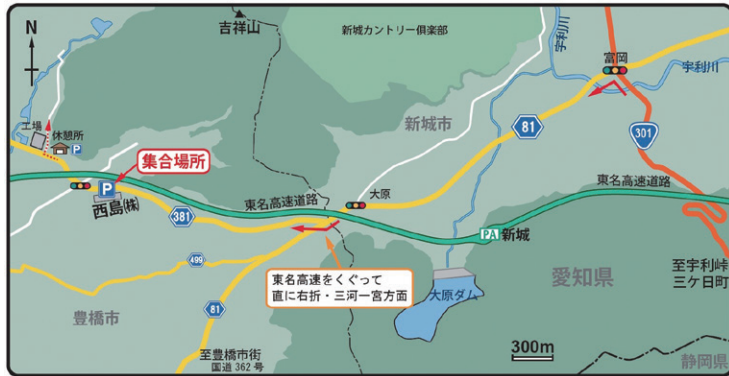 N
吉祥山
新城カントリー倶楽部
宇利川
富岡
宇利川
工場
休憩所
P
新城市
81
301
集合場所
P
西島㈱
381
東名高速道路
大原
東名高速道路
PA 新城
499
81
東名高速をくぐって
直に右折・三河一宮方面
大原ダム
愛知県
至宇利峠
三ケ日町
豊橋市
至豊橋市街
国道362号
300m
静岡県